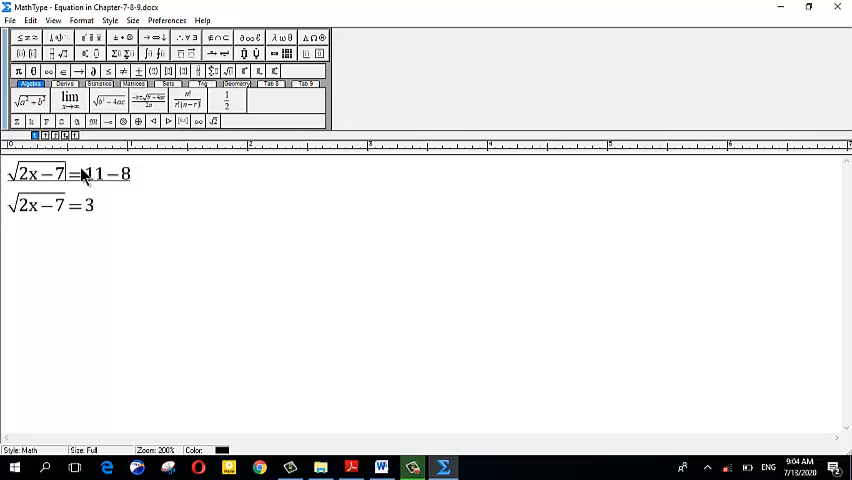 MathType - Equation in Chapter-7-8-9.docx
File Edit View Format Style Size Preferences Help
Algebra Derivs Statistics Matrices Sets Trig Geometry Tab 8 Tab 9
√2x − 7 = 11 − 8
√2x − 7 = 3
Style: Math Size: Full Zoom: 200% Color:
ENG 9:04 AM
7/13/2020